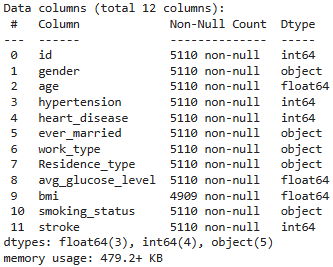 Data columns (total 12 columns):
 #   Column             Non-Null Count  Dtype
---  ------             --------------  -----
 0   id                 5110 non-null   int64
 1   gender             5110 non-null   object
 2   age                5110 non-null   float64
 3   hypertension       5110 non-null   int64
 4   heart_disease      5110 non-null   int64
 5   ever_married       5110 non-null   object
 6   work_type          5110 non-null   object
 7   Residence_type     5110 non-null   object
 8   avg_glucose_level  5110 non-null   float64
 9   bmi                4909 non-null   float64
 10  smoking_status     5110 non-null   object
 11  stroke             5110 non-null   int64
dtypes: float64(3), int64(4), object(5)
memory usage: 479.2+ KB